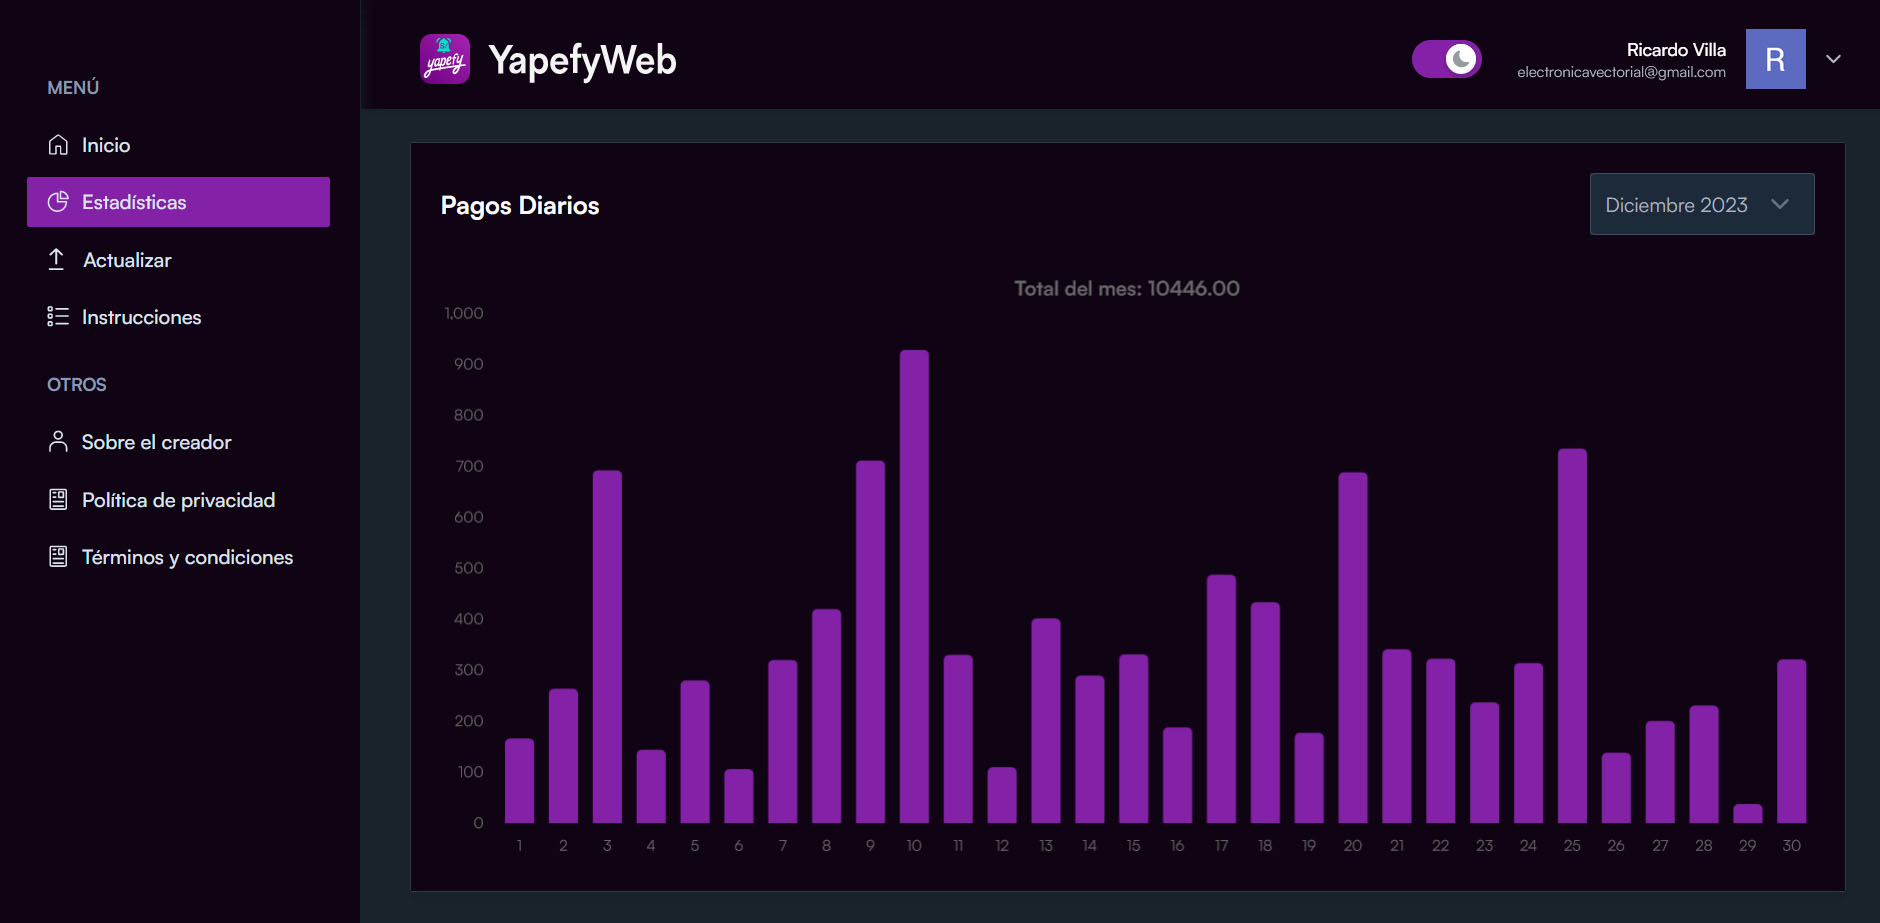 MENÚ
Inicio
Estadísticas
Actualizar
Instrucciones
OTROS
Sobre el creador
Política de privacidad
Términos y condiciones
yapefy
YapefyWeb
Ricardo Villa
electronicavectorial@gmail.com
R
Pagos Diarios
Diciembre 2023
Total del mes: 10446.00
1,000
900
800
700
600
500
400
300
200
100
0
1 2 3 4 5 6 7 8 9 10 11 12 13 14 15 16 17 18 19 20 21 22 23 24 25 26 27 28 29 30